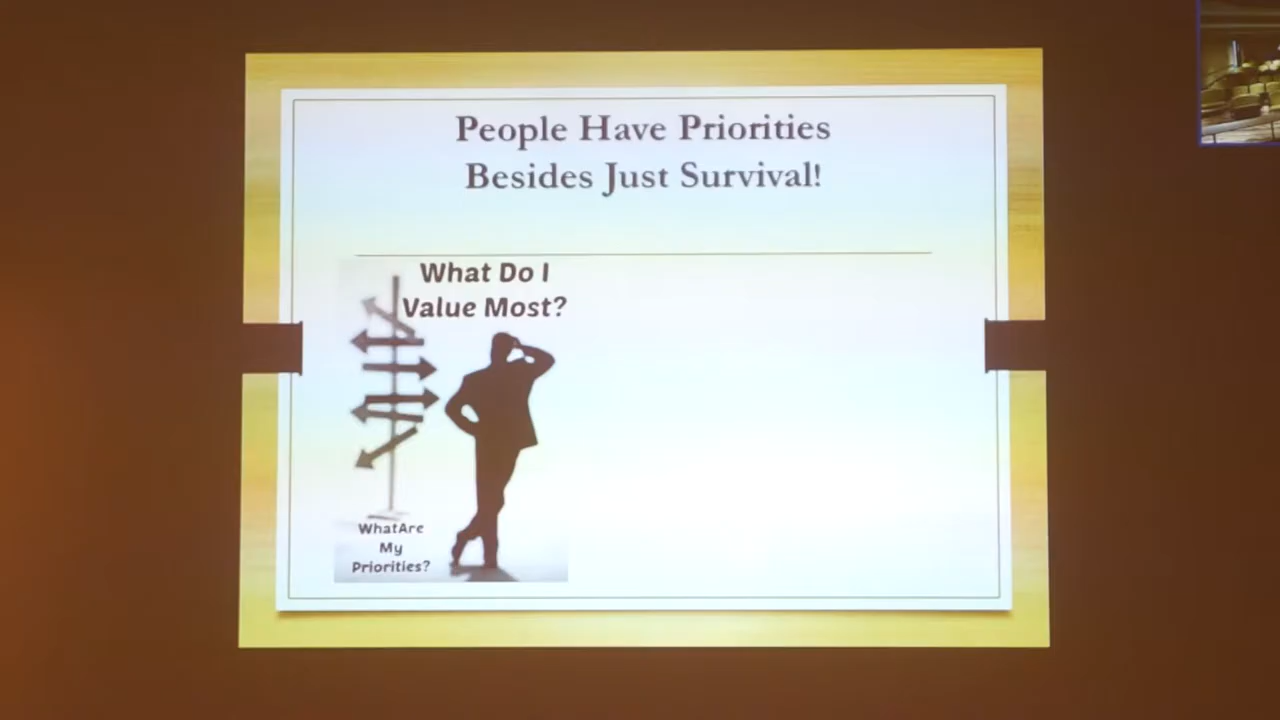 People Have Priorities
Besides Just Survival!
What Do I
Value Most?
WhatAre
My
Priorities?